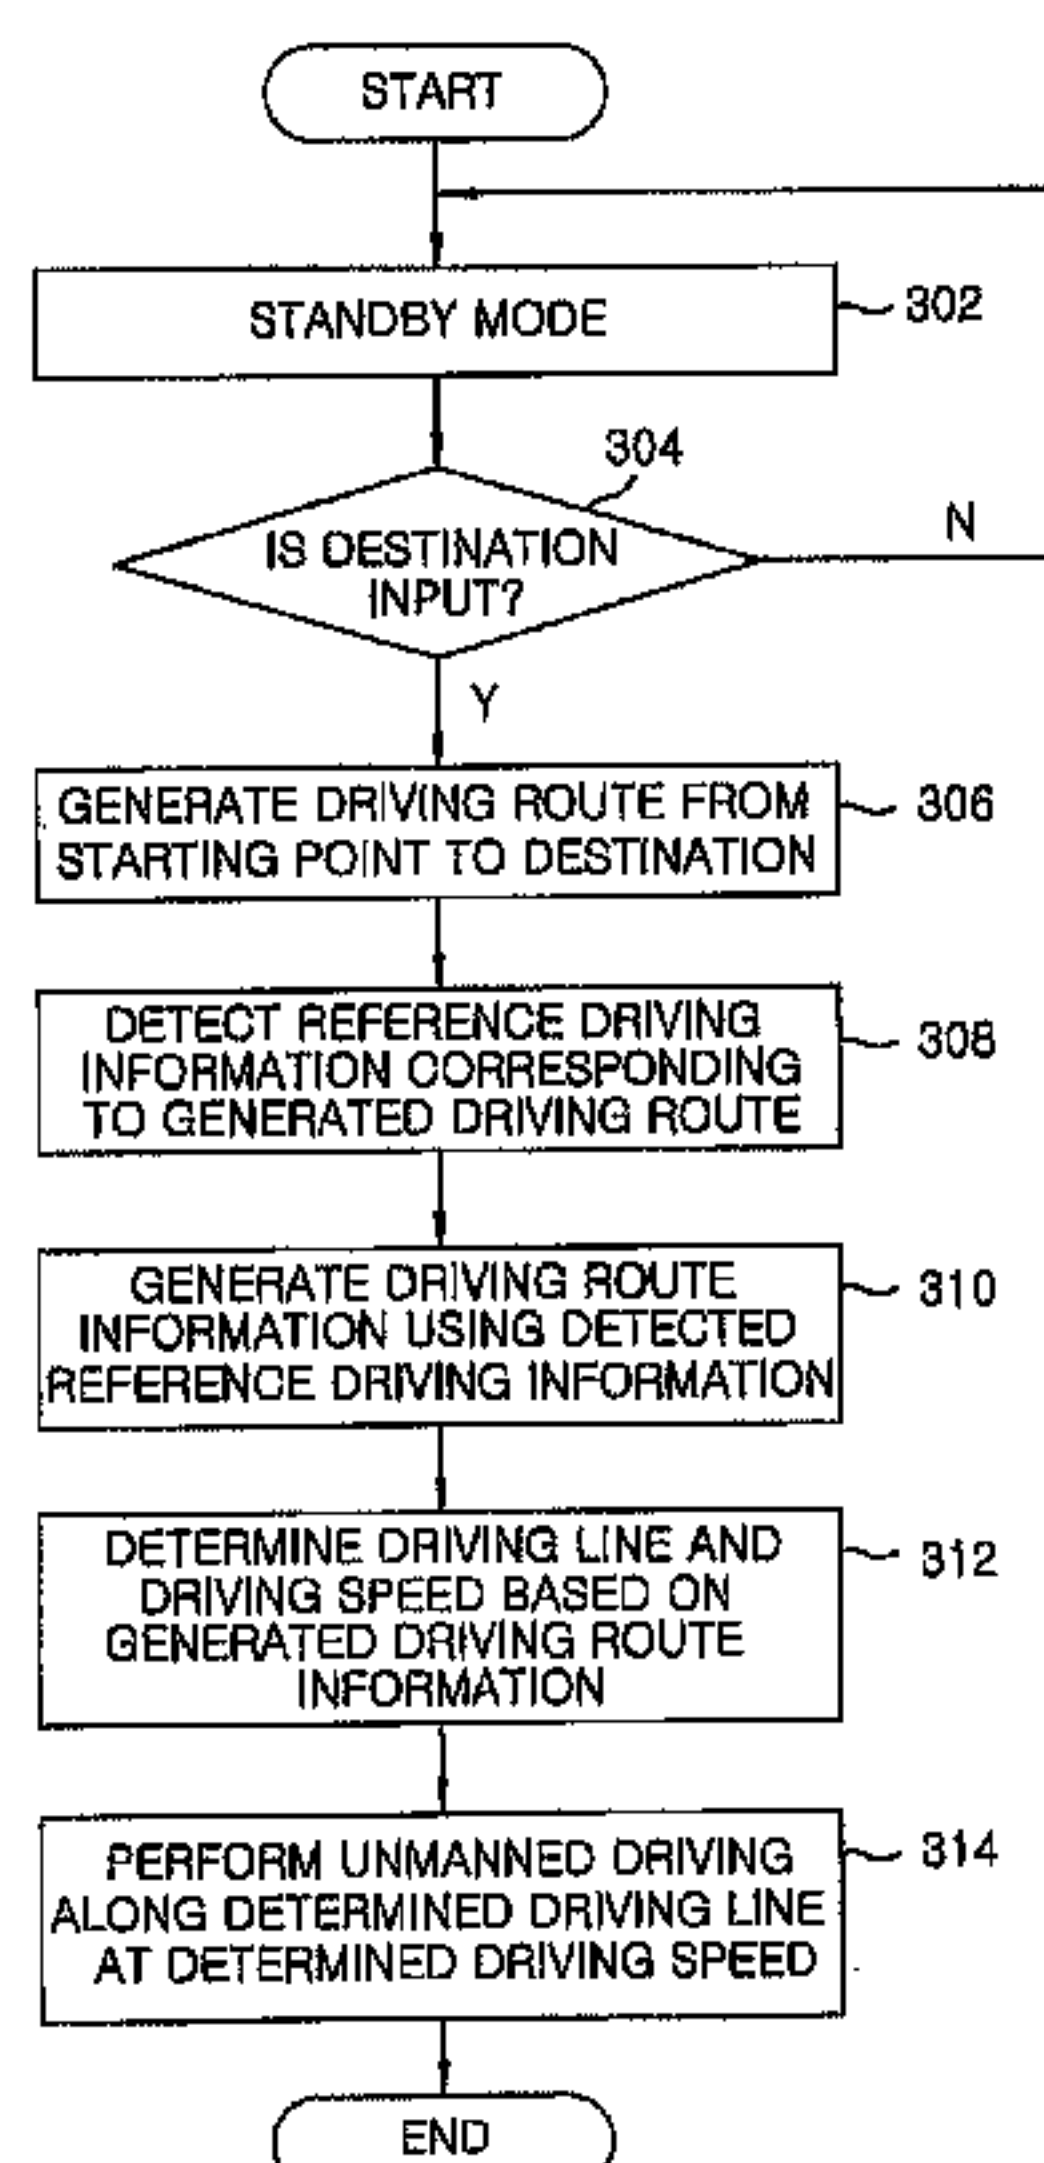 START
STANDBY MODE
302
304
IS DESTINATION
INPUT?
N
Y
GENERATE DRIVING ROUTE FROM
STARTING POINT TO DESTINATION
306
DETECT REFERENCE DRIVING
INFORMATION CORRESPONDING
TO GENERATED DRIVING ROUTE
308
GENERATE DRIVING ROUTE
INFORMATION USING DETECTED
REFERENCE DRIVING INFORMATION
310
DETERMINE DRIVING LINE AND
DRIVING SPEED BASED ON
GENERATED DRIVING ROUTE
INFORMATION
312
PERFORM UNMANNED DRIVING
ALONG DETERMINED DRIVING LINE
AT DETERMINED DRIVING SPEED
314
END